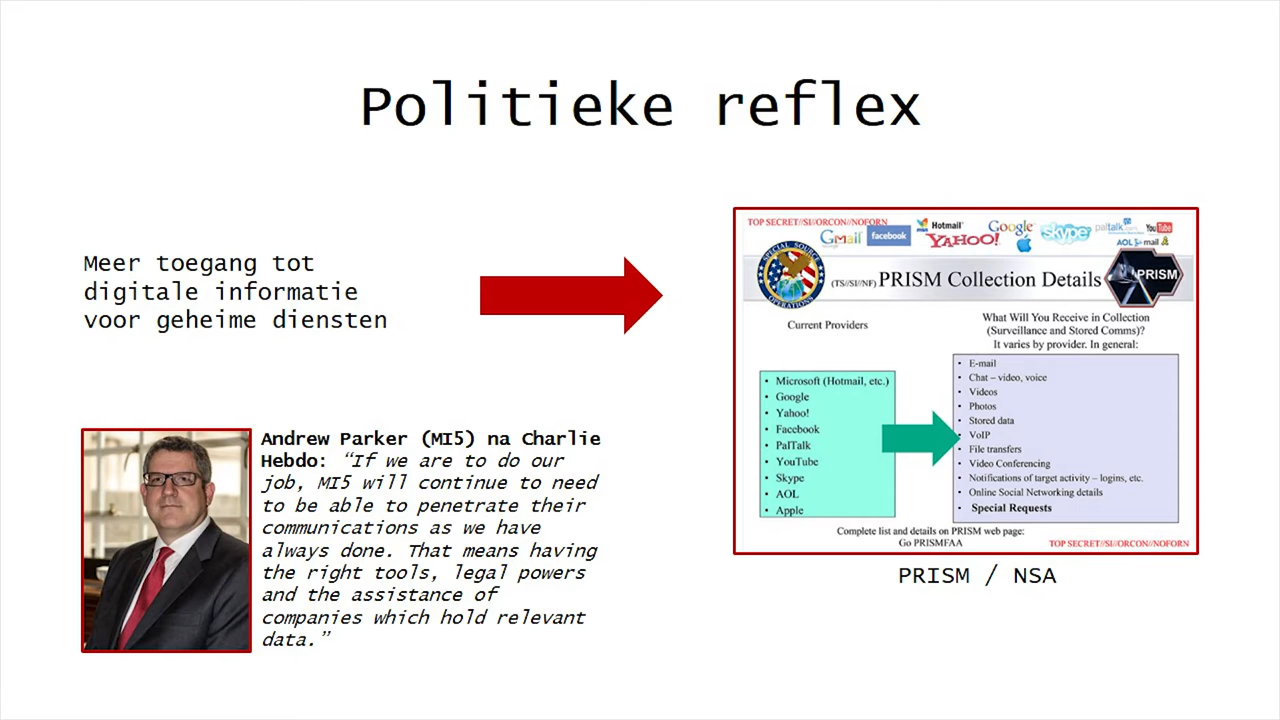 Politieke reflex
Meer toegang tot
digitale informatie
voor geheime diensten
Andrew Parker (MI5) na Charlie
Hebdo: “If we are to do our
job, MI5 will continue to need
to be able to penetrate their
communications as we have
always done. That means having
the right tools, legal powers
and the assistance of
companies which hold relevant
data.”
TOP SECRET//SI//ORCON//NOFORN
Gmail
facebook
Hotmail
YAHOO!
Google
skype
paltalk.com
YouTube
AOL mail
SPECIAL SOURCE OPERATIONS
(TS//SI//NF) PRISM Collection Details
PRISM
Current Providers
• Microsoft (Hotmail, etc.)
• Google
• Yahoo!
• Facebook
• PalTalk
• YouTube
• Skype
• AOL
• Apple
What Will You Receive in Collection
(Surveillance and Stored Comms)?
It varies by provider. In general:
• E-mail
• Chat – video, voice
• Videos
• Photos
• Stored data
• VoIP
• File transfers
• Video Conferencing
• Notifications of target activity – logins, etc.
• Online Social Networking details
• Special Requests
Complete list and details on PRISM web page:
Go PRISMFAA
TOP SECRET//SI//ORCON//NOFORN
PRISM / NSA